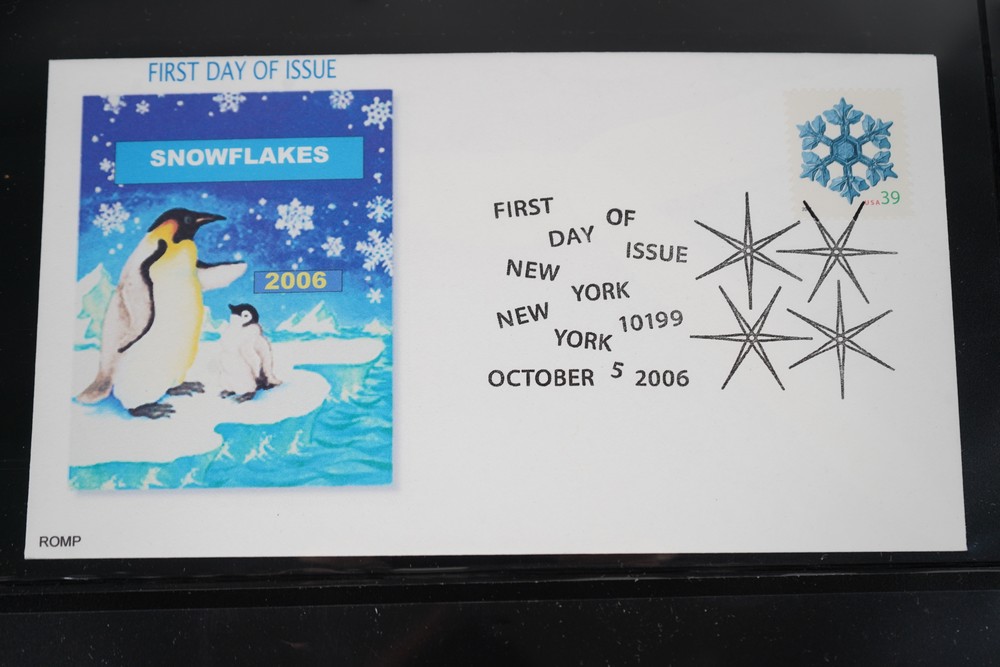 FIRST DAY OF ISSUE
SNOWFLAKES
2006
ROMP
USA 39
FIRST
DAY OF
ISSUE
NEW
YORK
NEW
YORK 10199
OCTOBER 5 2006